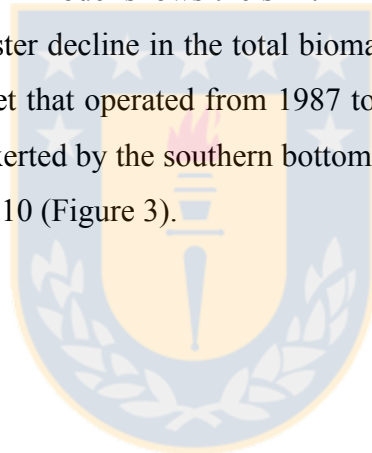 ster decline in the total bioma
et that operated from 1987 to
xerted by the southern bottom
10 (Figure 3).